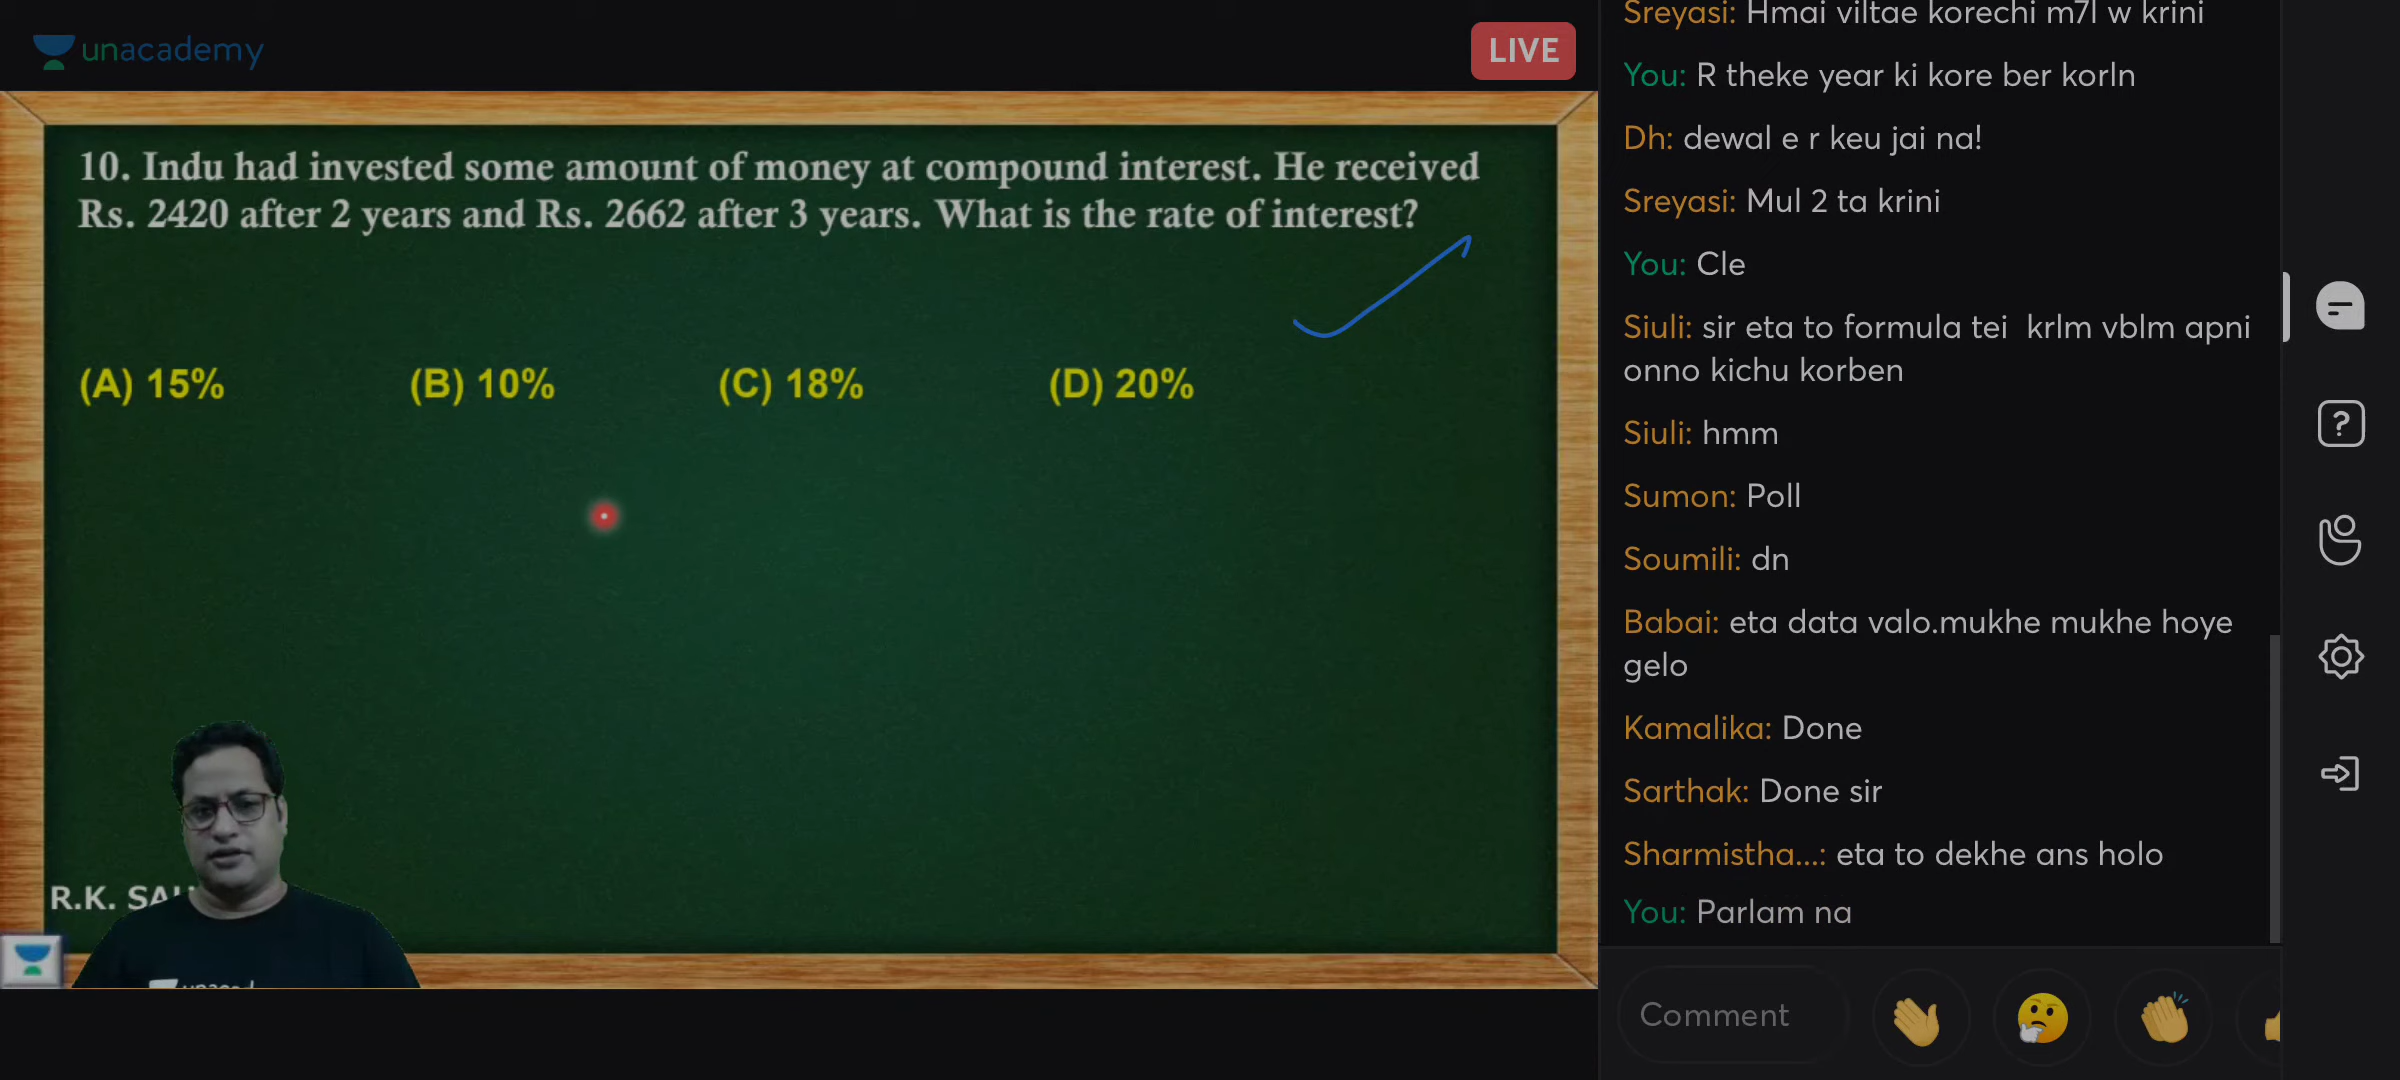 unacademy
LIVE
10. Indu had invested some amount of money at compound interest. He received
Rs. 2420 after 2 years and Rs. 2662 after 3 years. What is the rate of interest?
(A) 15%
(B) 10%
(C) 18%
(D) 20%
R.K.
Sreyasi: Hmai viltae korechi m7l w krini
You: R theke year ki kore ber korln
Dh: dewal e r keu jai na!
Sreyasi: Mul 2 ta krini
You: Cle
Siuli: sir eta to formula tei krlm vblm apni
onno kichu korben
Siuli: hmm
Sumon: Poll
Soumili: dn
Babai: eta data valo.mukhe mukhe hoye
gelo
Kamalika: Done
Sarthak: Done sir
Sharmistha...: eta to dekhe ans holo
You: Parlam na
Comment